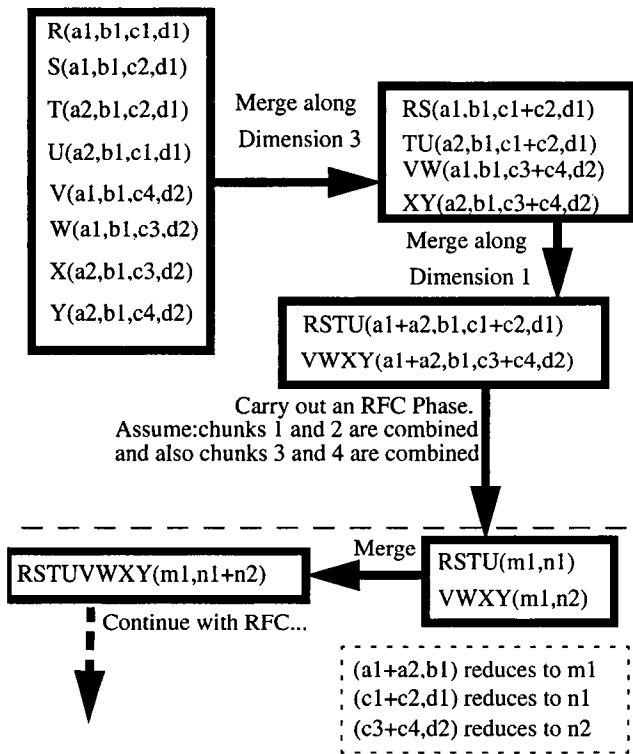 R(a1,b1,c1,d1)
S(a1,b1,c2,d1)
T(a2,b1,c2,d1)
U(a2,b1,c1,d1)
V(a1,b1,c4,d2)
W(a1,b1,c3,d2)
X(a2,b1,c3,d2)
Y(a2,b1,c4,d2)
Merge along
Dimension 3
RS(a1,b1,c1+c2,d1)
TU(a2,b1,c1+c2,d1)
VW(a1,b1,c3+c4,d2)
XY(a2,b1,c3+c4,d2)
Merge along
Dimension 1
RSTU(a1+a2,b1,c1+c2,d1)
VWXY(a1+a2,b1,c3+c4,d2)
Carry out an RFC Phase.
Assume:chunks 1 and 2 are combined
and also chunks 3 and 4 are combined
RSTU(m1,n1)
VWXY(m1,n2)
Merge
RSTUVWXY(m1,n1+n2)
Continue with RFC...
(a1+a2,b1) reduces to m1
(c1+c2,d1) reduces to n1
(c3+c4,d2) reduces to n2